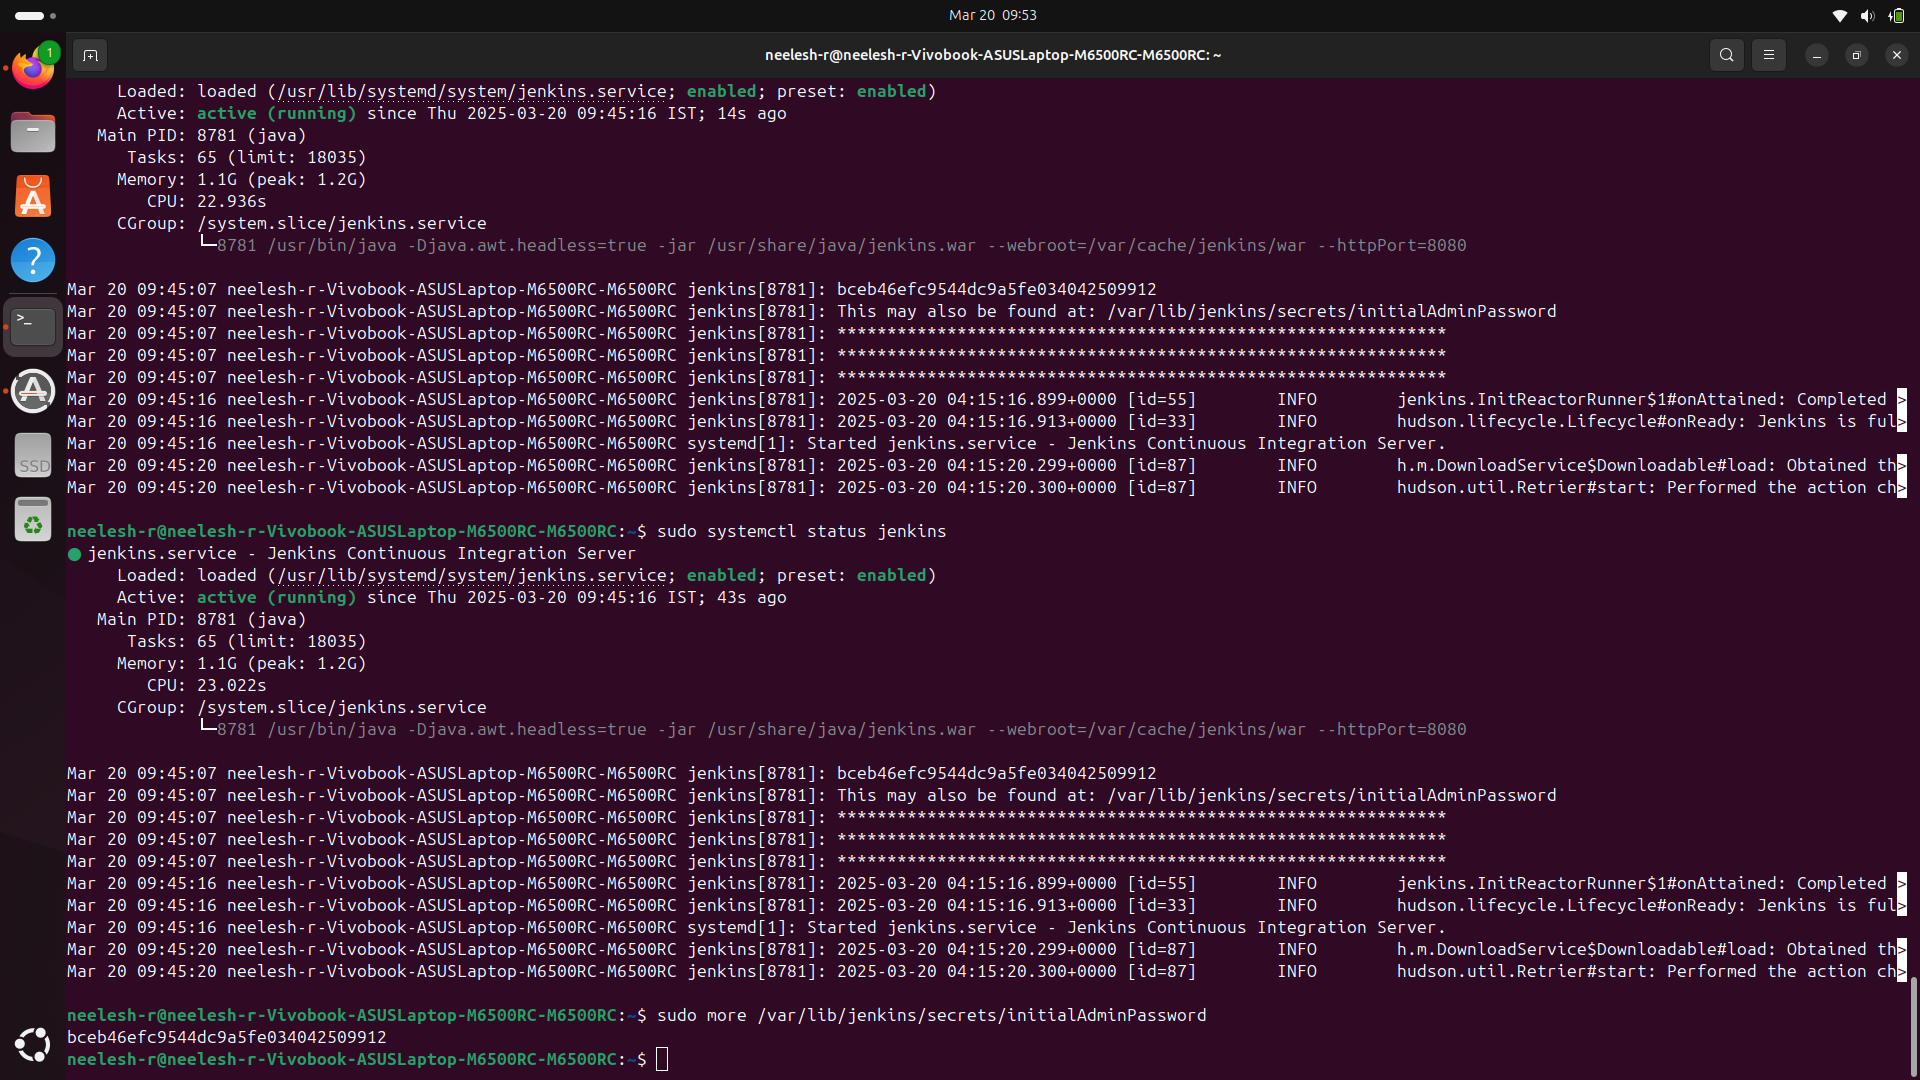 Mar 20 09:53
1
neelesh-r@neelesh-r-Vivobook-ASUSLaptop-M6500RC-M6500RC: ~
Loaded: loaded (/usr/lib/systemd/system/jenkins.service; enabled; preset: enabled)
Active: active (running) since Thu 2025-03-20 09:45:16 IST; 14s ago
Main PID: 8781 (java)
Tasks: 65 (limit: 18035)
Memory: 1.1G (peak: 1.2G)
CPU: 22.936s
CGroup: /system.slice/jenkins.service
└─8781 /usr/bin/java -Djava.awt.headless=true -jar /usr/share/java/jenkins.war --webroot=/var/cache/jenkins/war --httpPort=8080
Mar 20 09:45:07 neelesh-r-Vivobook-ASUSLaptop-M6500RC-M6500RC jenkins[8781]: bceb46efc9544dc9a5fe034042509912
Mar 20 09:45:07 neelesh-r-Vivobook-ASUSLaptop-M6500RC-M6500RC jenkins[8781]: This may also be found at: /var/lib/jenkins/secrets/initialAdminPassword
Mar 20 09:45:07 neelesh-r-Vivobook-ASUSLaptop-M6500RC-M6500RC jenkins[8781]: *************************************************************
Mar 20 09:45:07 neelesh-r-Vivobook-ASUSLaptop-M6500RC-M6500RC jenkins[8781]: *************************************************************
Mar 20 09:45:07 neelesh-r-Vivobook-ASUSLaptop-M6500RC-M6500RC jenkins[8781]: *************************************************************
Mar 20 09:45:16 neelesh-r-Vivobook-ASUSLaptop-M6500RC-M6500RC jenkins[8781]: 2025-03-20 04:15:16.899+0000 [id=55]        INFO        jenkins.InitReactorRunner$1#onAttained: Completed >
Mar 20 09:45:16 neelesh-r-Vivobook-ASUSLaptop-M6500RC-M6500RC jenkins[8781]: 2025-03-20 04:15:16.913+0000 [id=33]        INFO        hudson.lifecycle.Lifecycle#onReady: Jenkins is ful>
Mar 20 09:45:16 neelesh-r-Vivobook-ASUSLaptop-M6500RC-M6500RC systemd[1]: Started jenkins.service - Jenkins Continuous Integration Server.
Mar 20 09:45:20 neelesh-r-Vivobook-ASUSLaptop-M6500RC-M6500RC jenkins[8781]: 2025-03-20 04:15:20.299+0000 [id=87]        INFO        h.m.DownloadService$Downloadable#load: Obtained th>
Mar 20 09:45:20 neelesh-r-Vivobook-ASUSLaptop-M6500RC-M6500RC jenkins[8781]: 2025-03-20 04:15:20.300+0000 [id=87]        INFO        hudson.util.Retrier#start: Performed the action ch>
SSD
neelesh-r@neelesh-r-Vivobook-ASUSLaptop-M6500RC-M6500RC:~$ sudo systemctl status jenkins
● jenkins.service - Jenkins Continuous Integration Server
Loaded: loaded (/usr/lib/systemd/system/jenkins.service; enabled; preset: enabled)
Active: active (running) since Thu 2025-03-20 09:45:16 IST; 43s ago
Main PID: 8781 (java)
Tasks: 65 (limit: 18035)
Memory: 1.1G (peak: 1.2G)
CPU: 23.022s
CGroup: /system.slice/jenkins.service
└─8781 /usr/bin/java -Djava.awt.headless=true -jar /usr/share/java/jenkins.war --webroot=/var/cache/jenkins/war --httpPort=8080
Mar 20 09:45:07 neelesh-r-Vivobook-ASUSLaptop-M6500RC-M6500RC jenkins[8781]: bceb46efc9544dc9a5fe034042509912
Mar 20 09:45:07 neelesh-r-Vivobook-ASUSLaptop-M6500RC-M6500RC jenkins[8781]: This may also be found at: /var/lib/jenkins/secrets/initialAdminPassword
Mar 20 09:45:07 neelesh-r-Vivobook-ASUSLaptop-M6500RC-M6500RC jenkins[8781]: *************************************************************
Mar 20 09:45:07 neelesh-r-Vivobook-ASUSLaptop-M6500RC-M6500RC jenkins[8781]: *************************************************************
Mar 20 09:45:07 neelesh-r-Vivobook-ASUSLaptop-M6500RC-M6500RC jenkins[8781]: *************************************************************
Mar 20 09:45:16 neelesh-r-Vivobook-ASUSLaptop-M6500RC-M6500RC jenkins[8781]: 2025-03-20 04:15:16.899+0000 [id=55]        INFO        jenkins.InitReactorRunner$1#onAttained: Completed >
Mar 20 09:45:16 neelesh-r-Vivobook-ASUSLaptop-M6500RC-M6500RC jenkins[8781]: 2025-03-20 04:15:16.913+0000 [id=33]        INFO        hudson.lifecycle.Lifecycle#onReady: Jenkins is ful>
Mar 20 09:45:16 neelesh-r-Vivobook-ASUSLaptop-M6500RC-M6500RC systemd[1]: Started jenkins.service - Jenkins Continuous Integration Server.
Mar 20 09:45:20 neelesh-r-Vivobook-ASUSLaptop-M6500RC-M6500RC jenkins[8781]: 2025-03-20 04:15:20.299+0000 [id=87]        INFO        h.m.DownloadService$Downloadable#load: Obtained th>
Mar 20 09:45:20 neelesh-r-Vivobook-ASUSLaptop-M6500RC-M6500RC jenkins[8781]: 2025-03-20 04:15:20.300+0000 [id=87]        INFO        hudson.util.Retrier#start: Performed the action ch>
neelesh-r@neelesh-r-Vivobook-ASUSLaptop-M6500RC-M6500RC:~$ sudo more /var/lib/jenkins/secrets/initialAdminPassword
bceb46efc9544dc9a5fe034042509912
neelesh-r@neelesh-r-Vivobook-ASUSLaptop-M6500RC-M6500RC:~$